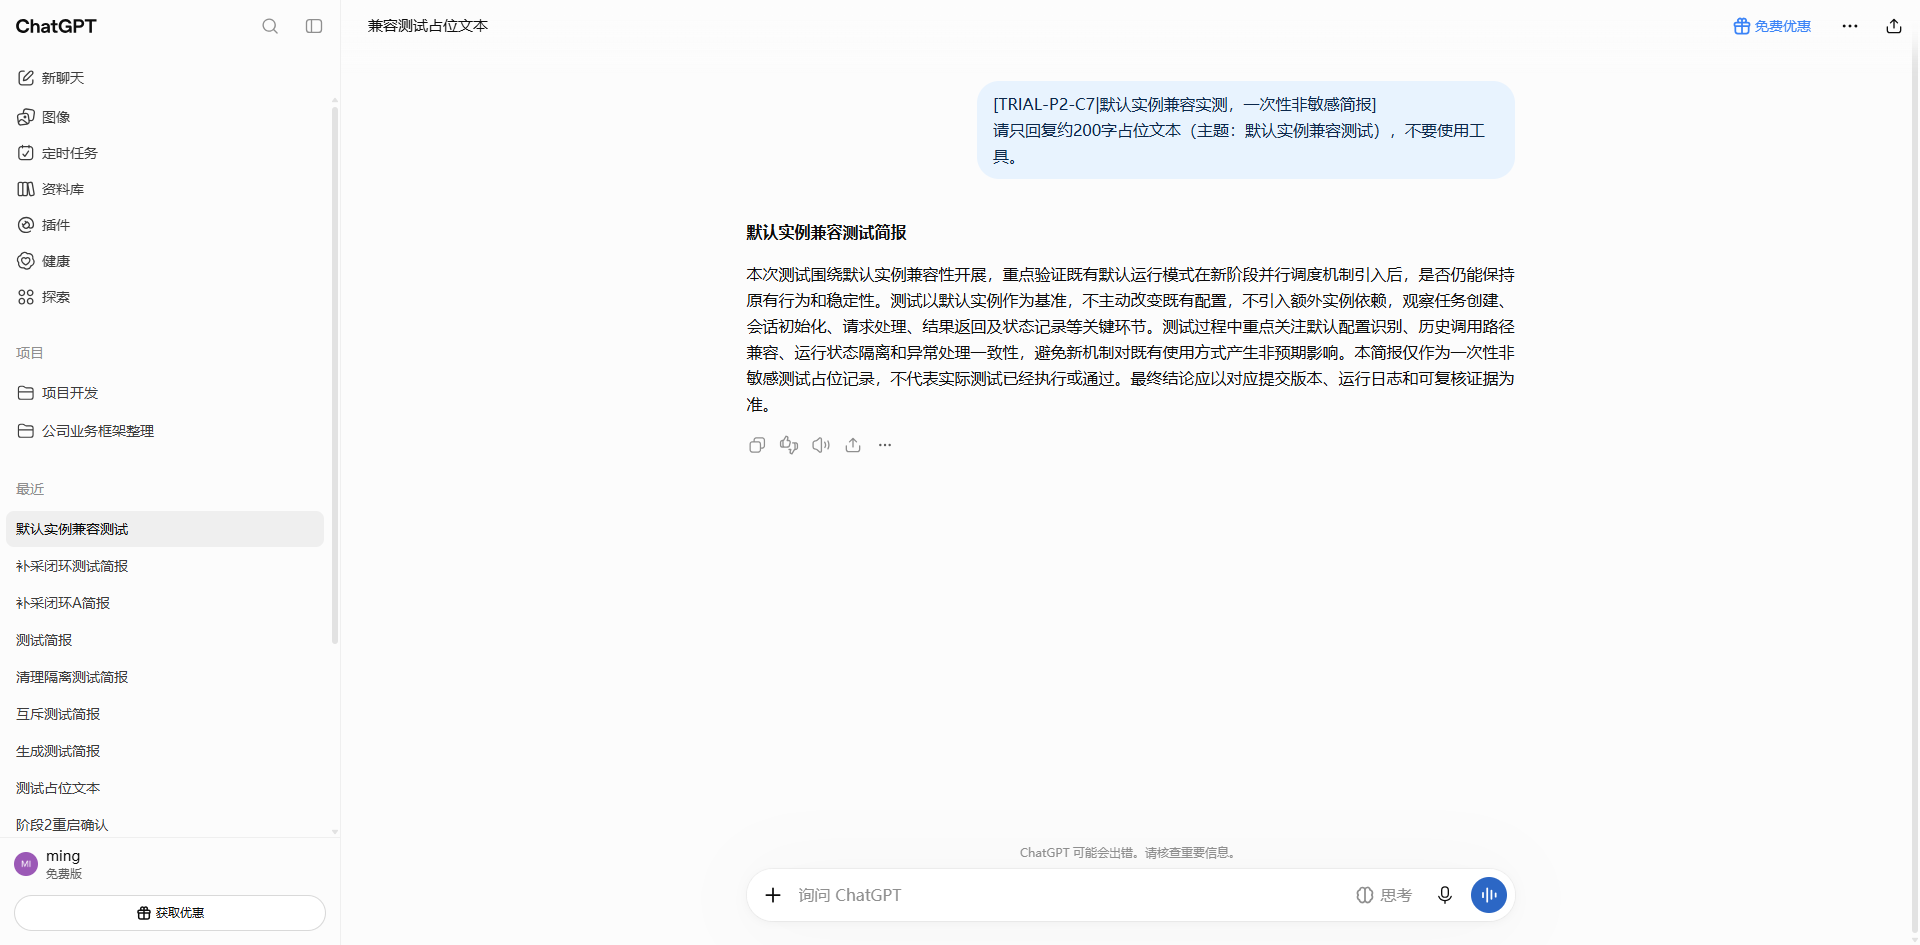 ChatGPT
新聊天
图像
定时任务
资料库
插件
健康
探索
项目
项目开发
公司业务框架整理
最近
默认实例兼容测试
补采闭环测试简报
补采闭环A简报
测试简报
清理隔离测试简报
互斥测试简报
生成测试简报
测试占位文本
阶段2重启确认
MI
ming
免费版
获取优惠
兼容测试占位文本
免费优惠
[TRIAL-P2-C7|默认实例兼容实测，一次性非敏感简报]
请只回复约200字占位文本（主题：默认实例兼容测试），不要使用工
具。
默认实例兼容测试简报
本次测试围绕默认实例兼容性开展，重点验证既有默认运行模式在新阶段并行调度机制引入后，是否仍能保持
原有行为和稳定性。测试以默认实例作为基准，不主动改变既有配置，不引入额外实例依赖，观察任务创建、
会话初始化、请求处理、结果返回及状态记录等关键环节。测试过程中重点关注默认配置识别、历史调用路径
兼容、运行状态隔离和异常处理一致性，避免新机制对既有使用方式产生非预期影响。本简报仅作为一次性非
敏感测试占位记录，不代表实际测试已经执行或通过。最终结论应以对应提交版本、运行日志和可复核证据为
准。
ChatGPT 可能会出错。请核查重要信息。
询问 ChatGPT
思考